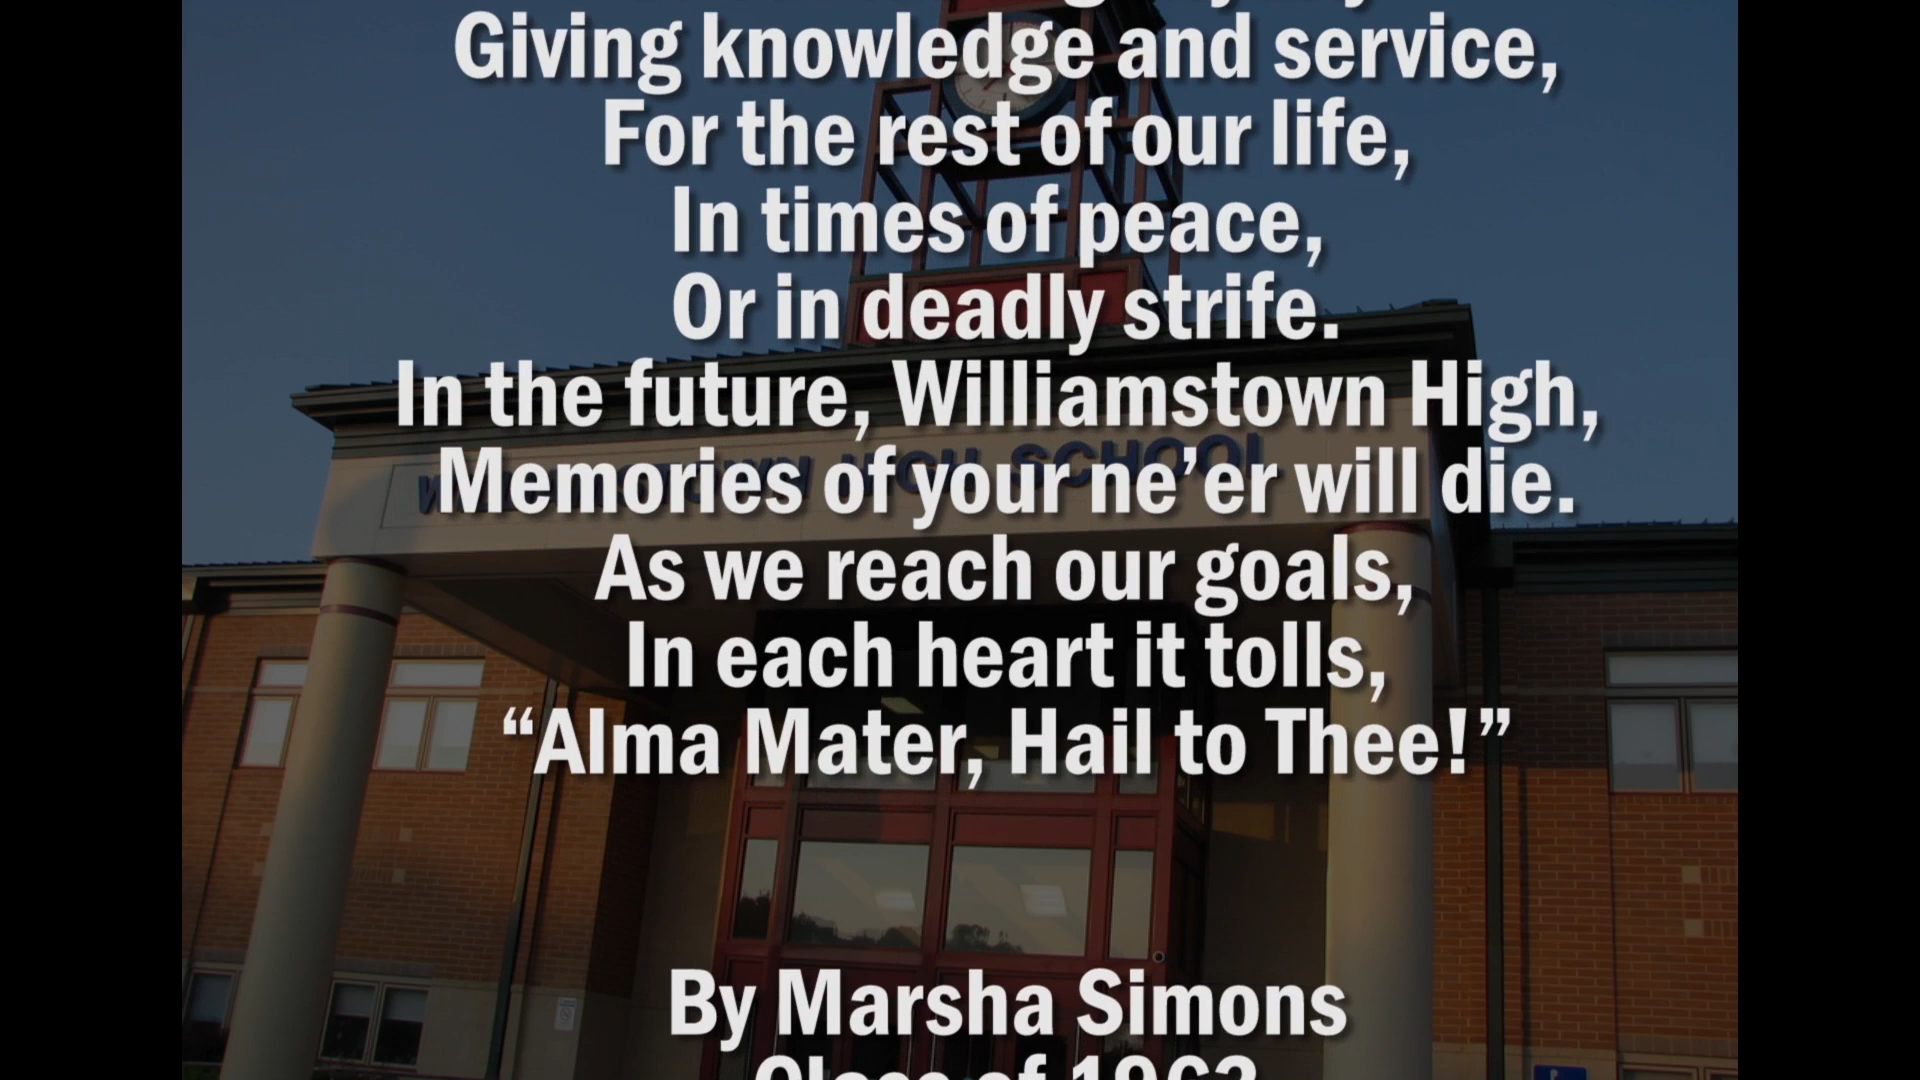 Giving knowledge and service,
For the rest of our life,
In times of peace,
Or in deadly strife.
In the future, Williamstown High,
Memories of your ne’er will die.
As we reach our goals,
In each heart it tolls,
“Alma Mater, Hail to Thee!”
By Marsha Simons
Class of
HIGH SCHOOL